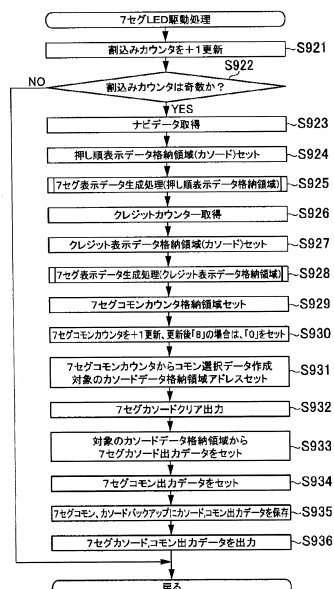 7セグLED駆動処理
割込みカウンタを+1更新
S921
S922
割込みカウンタは奇数か?
NO
YES
ナビデータ取得
S923
押し順表示データ格納領域(カソード)セット
S924
7セグ表示データ生成処理(押し順表示データ格納領域)
S925
クレジットカウンター取得
S926
クレジット表示データ格納領域(カソード)セット
S927
7セグ表示データ生成処理(クレジット表示データ格納領域)
S928
7セグコモンカウンタ格納領域セット
S929
7セグコモンカウンタを+1更新、更新後「8」の場合は、「0」をセット
S930
7セグコモンカウンタからコモン選択データ作成
対象のカソードデータ格納領域アドレスセット
S931
7セグカソードクリア出力
S932
対象のカソードデータ格納領域から
7セグカソード出力データをセット
S933
7セグコモン出力データをセット
S934
7セグコモン、カソードバックアップにカソード,コモン出力データを保存
S935
7セグカソード,コモン出力データを出力
S936
戻る